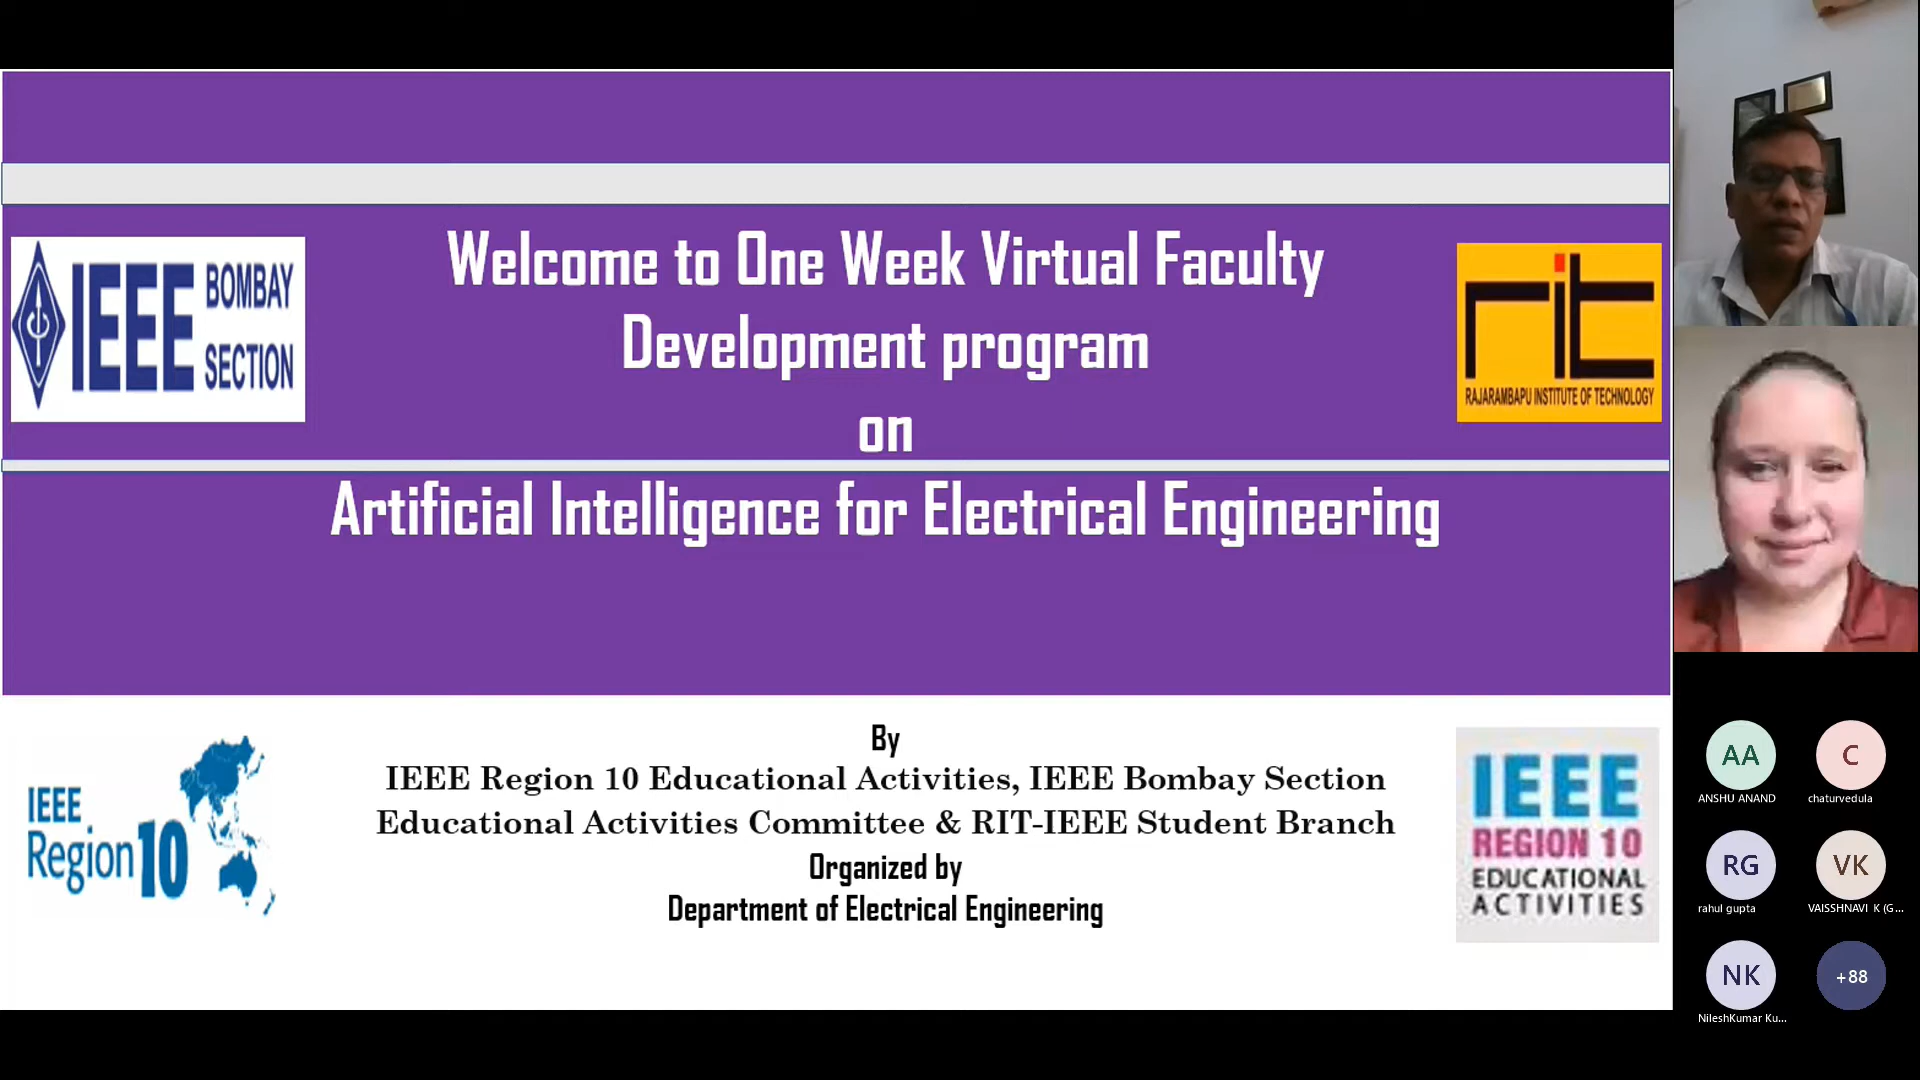 Welcome to One Week Virtual Faculty
Development program
on
Artificial Intelligence for Electrical Engineering
IEEE BOMBAY
SECTION
rit
RAJARAMBAPU INSTITUTE OF TECHNOLOGY
By
IEEE Region 10 Educational Activities, IEEE Bombay Section
Educational Activities Committee & RIT-IEEE Student Branch
Organized by
Department of Electrical Engineering
IEEE
Region 10
IEEE
REGION 10
EDUCATIONAL
ACTIVITIES
AA
ANSHU ANAND
C
chaturvedula
RG
rahul gupta
VK
VAISSHNAVI K (G...
NK
NileshKumar Ku...
+88